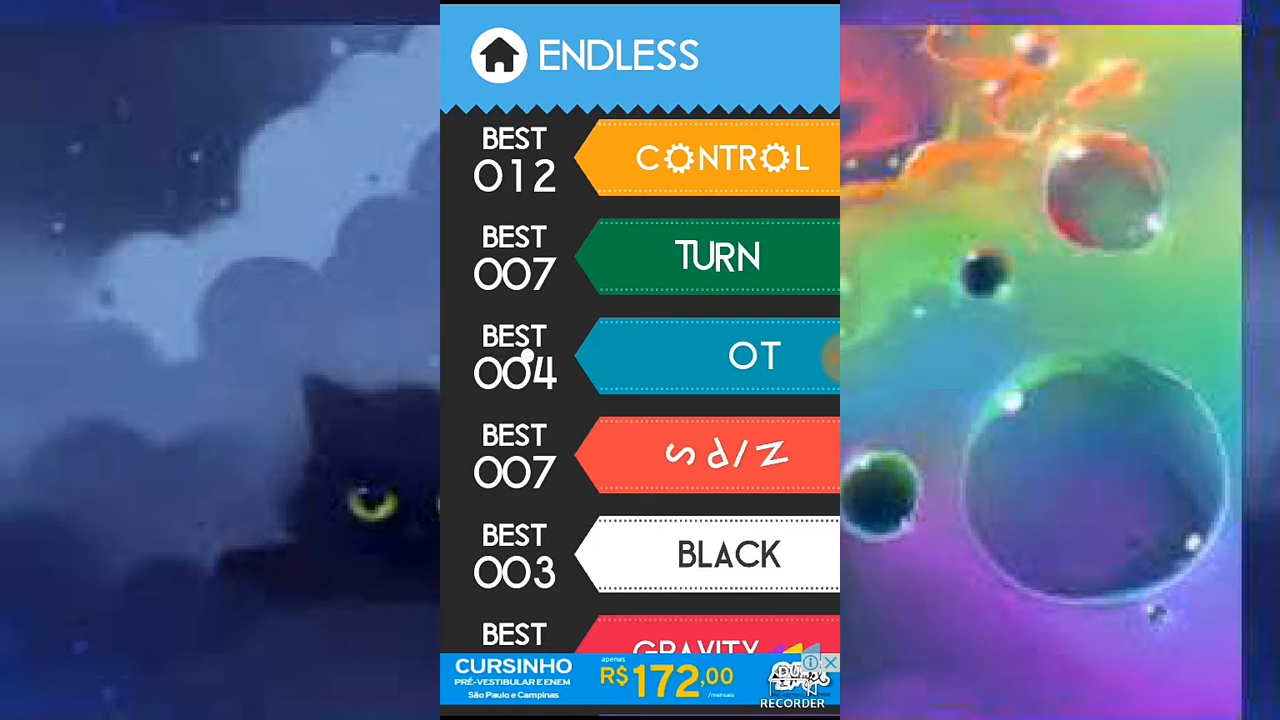 ENDLESS
BEST
012
CONTROL
BEST
007
TURN
BEST
004
OT
BEST
007
BEST
003
BLACK
BEST
GRAVITY
CURSINHO
PRÉ-VESTIBULAR E ENEM
São Paulo e Campinas
apenas
R$172,00
/mensais
RECORDER